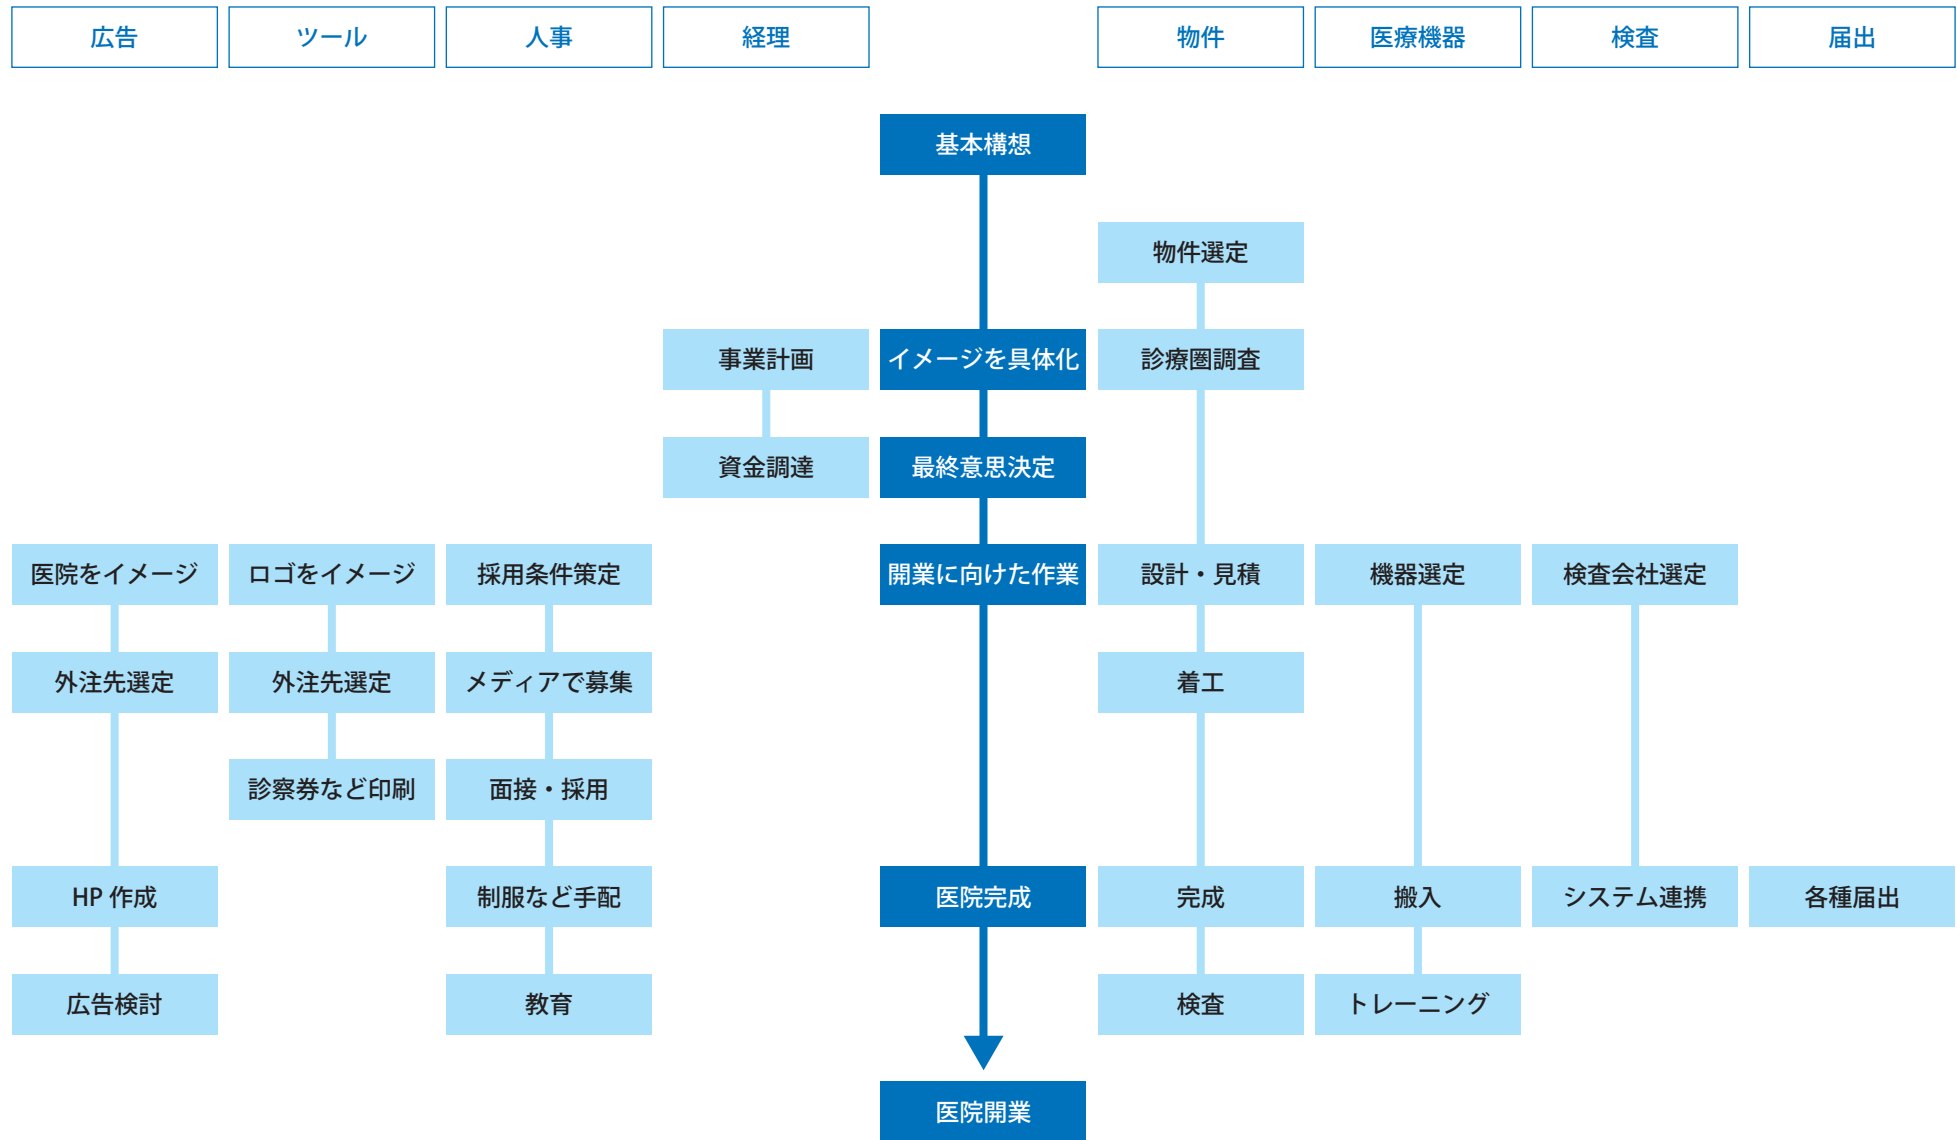 広告
ツール
人事
経理
物件
医療機器
検査
届出
基本構想
物件選定
事業計画
イメージを具体化
診療圏調査
資金調達
最終意思決定
医院をイメージ
ロゴをイメージ
採用条件策定
開業に向けた作業
設計・見積
機器選定
検査会社選定
外注先選定
外注先選定
メディアで募集
着工
診察券など印刷
面接・採用
HP 作成
制服など手配
医院完成
完成
搬入
システム連携
各種届出
広告検討
教育
検査
トレーニング
医院開業